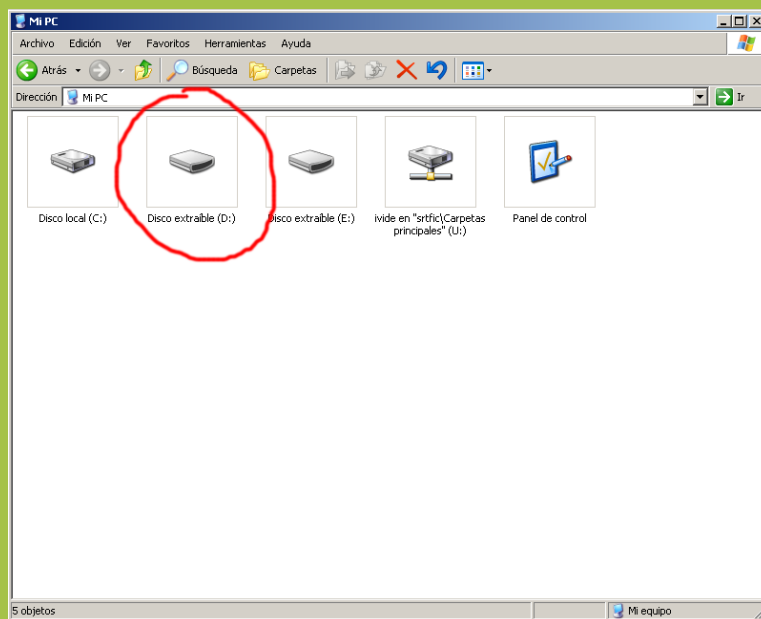 Mi PC
Archivo Edición Ver Favoritos Herramientas Ayuda
Atrás Búsqueda Carpetas
Dirección Mi PC Ir
Disco local (C:) Disco extraíble (D:) Disco extraíble (E:) ivide en "srtfic\Carpetas principales" (U:) Panel de control
5 objetos Mi equipo